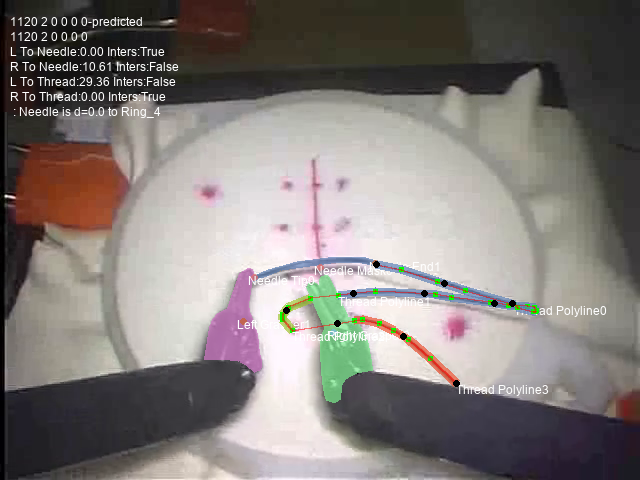 1120 2 0 0 0 0-predicted
1120 2 0 0 0 0
L To Needle:0.00 Inters:True
R To Needle:10.61 Inters:False
L To Thread:29.36 Inters:False
R To Thread:0.00 Inters:True
: Needle is d=0.0 to Ring_4
End1
Needle
Thread Polyline1
Polyline0
Thread Polyline3